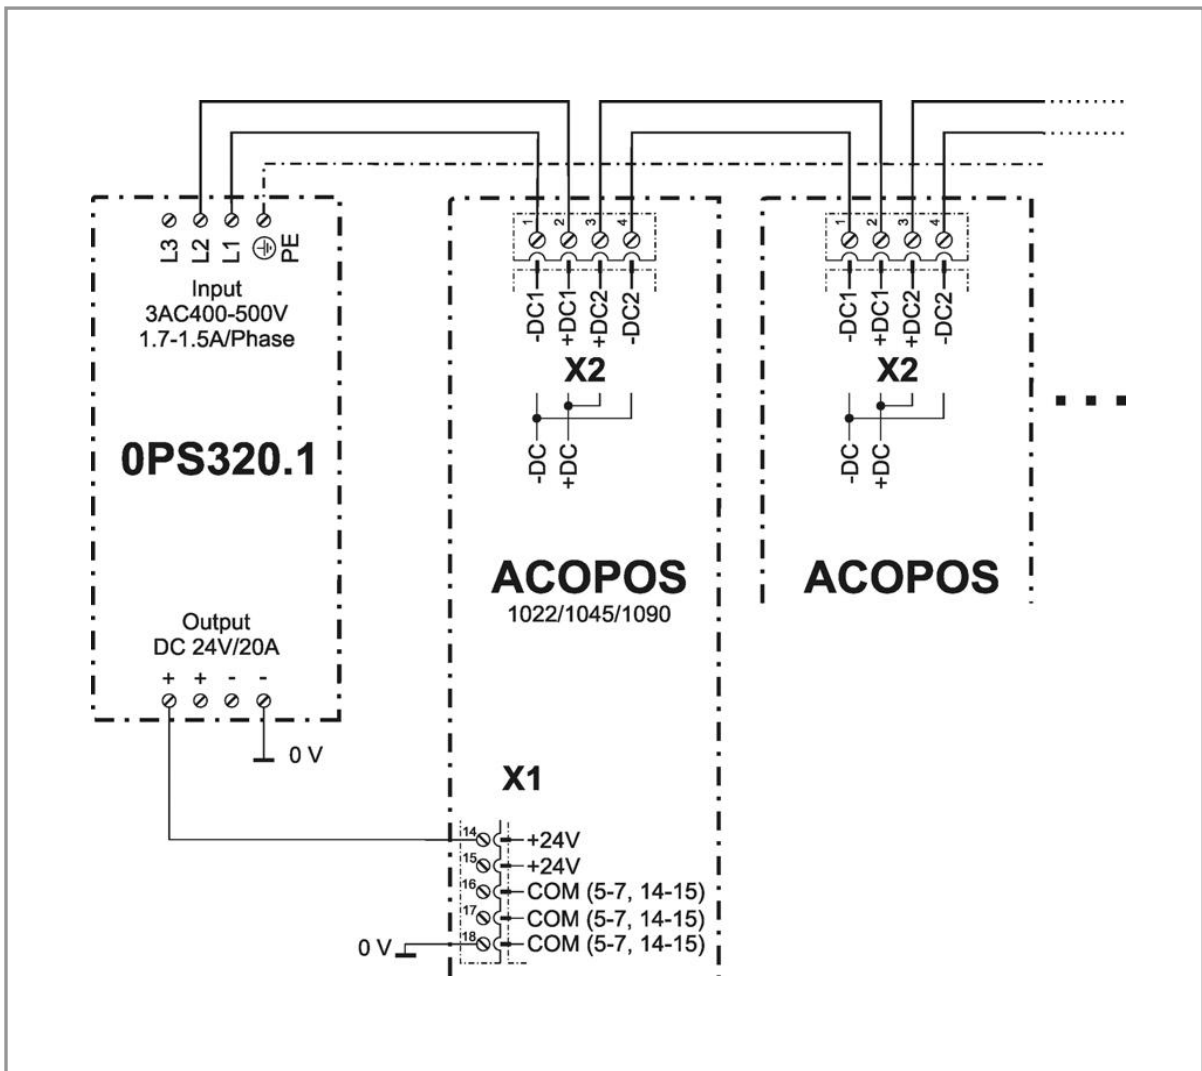 L3 L2 L1 PE
Input
3AC400-500V
1.7-1.5A/Phase
0PS320.1
Output
DC 24V/20A
+ + - -
0 V
1 2 3 4
-DC1 +DC1 +DC2 -DC2
X2
-DC +DC
ACOPOS
1022/1045/1090
X1
14 +24V
15 +24V
16 COM (5-7, 14-15)
17 COM (5-7, 14-15)
18 COM (5-7, 14-15)
0 V
1 2 3 4
-DC1 +DC1 +DC2 -DC2
X2
-DC +DC
ACOPOS